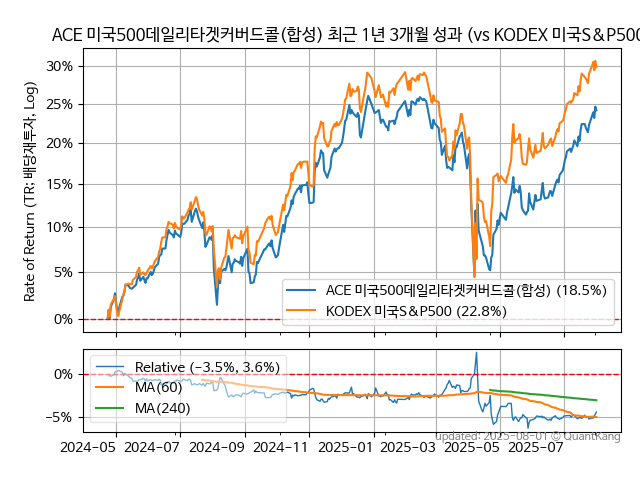 ACE 미국500데일리타겟커버드콜(합성) 최근 1년 3개월 성과 (vs KODEX 미국S&P500
Rate of Return (TR: 배당재투자, Log)
30%
25%
20%
15%
10%
5%
0%
ACE 미국500데일리타겟커버드콜(합성) (18.5%)
KODEX 미국S&P500 (22.8%)
0%
−5%
Relative (−3.5%, 3.6%)
MA(60)
MA(240)
2024-05 2024-07 2024-09 2024-11 2025-01 2025-03 2025-05 2025-07
updated: 2025-08-01 © QuantKang